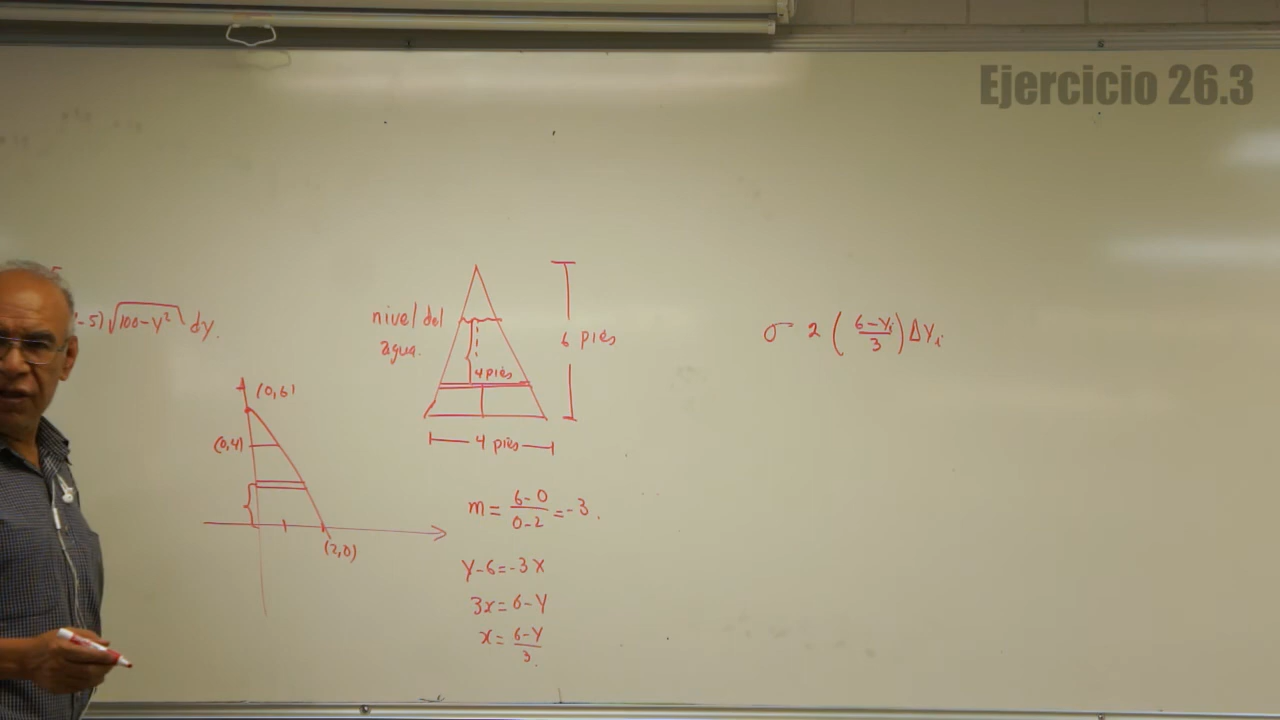 Ejercicio 26.3
-5) √100-y² dy.
nivel del
agua.
6 pies
4 pies
4 pies
(0,6)
(0,4)
(2,0)
m = 6-0 / 0-2 = -3.
y-6 = -3x
3x = 6-y
x = 6-y / 3.
σ 2 (6-yᵢ / 3) Δyᵢ